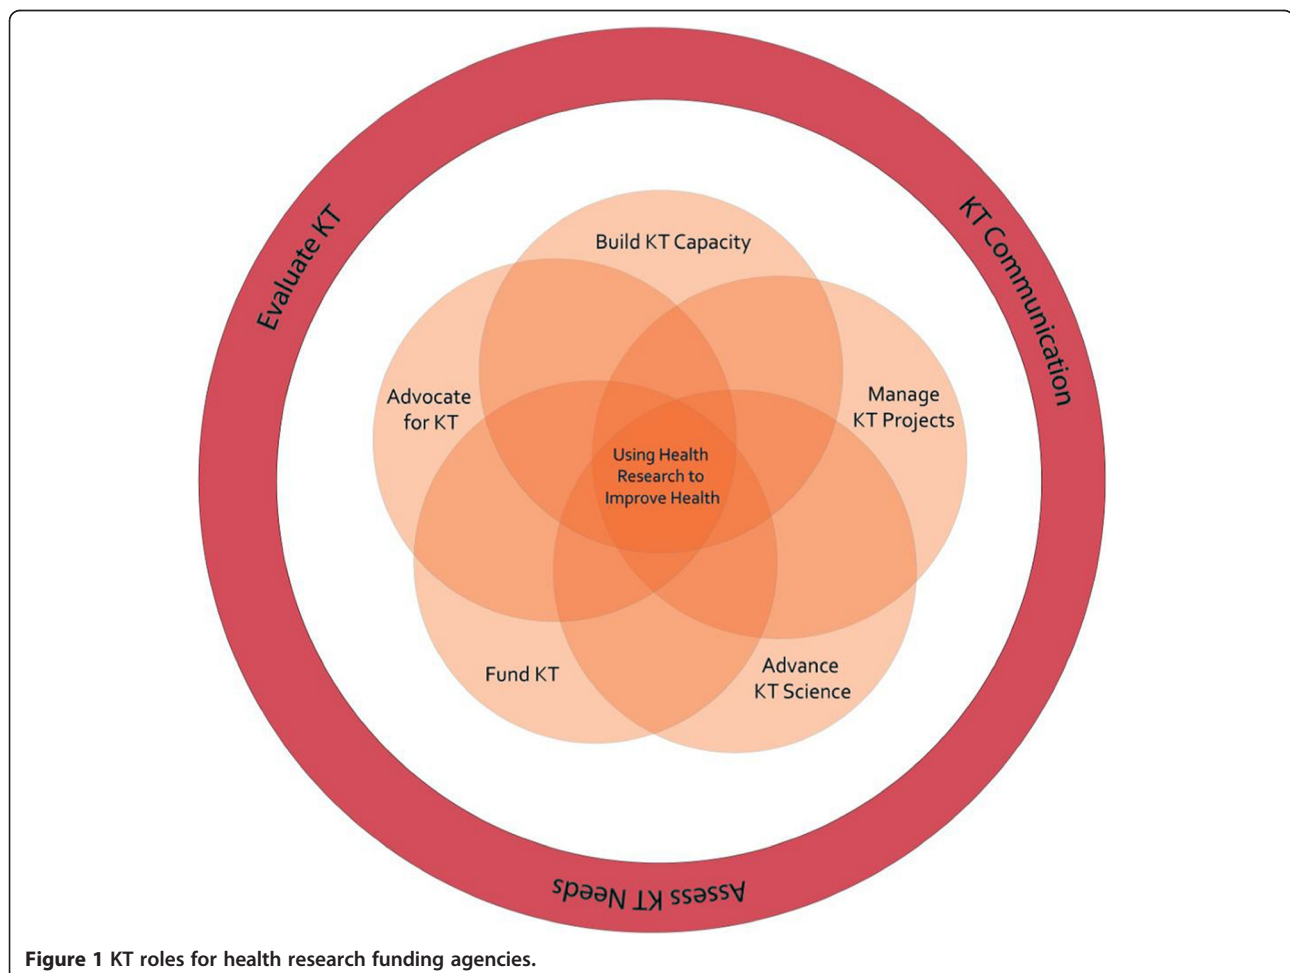 Evaluate KT
KT Communication
Build KT Capacity
Advocate
for KT
Manage
KT Projects
Using Health
Research to
Improve Health
Fund KT
Advance
KT Science
Assess KT Needs
Figure 1 KT roles for health research funding agencies.